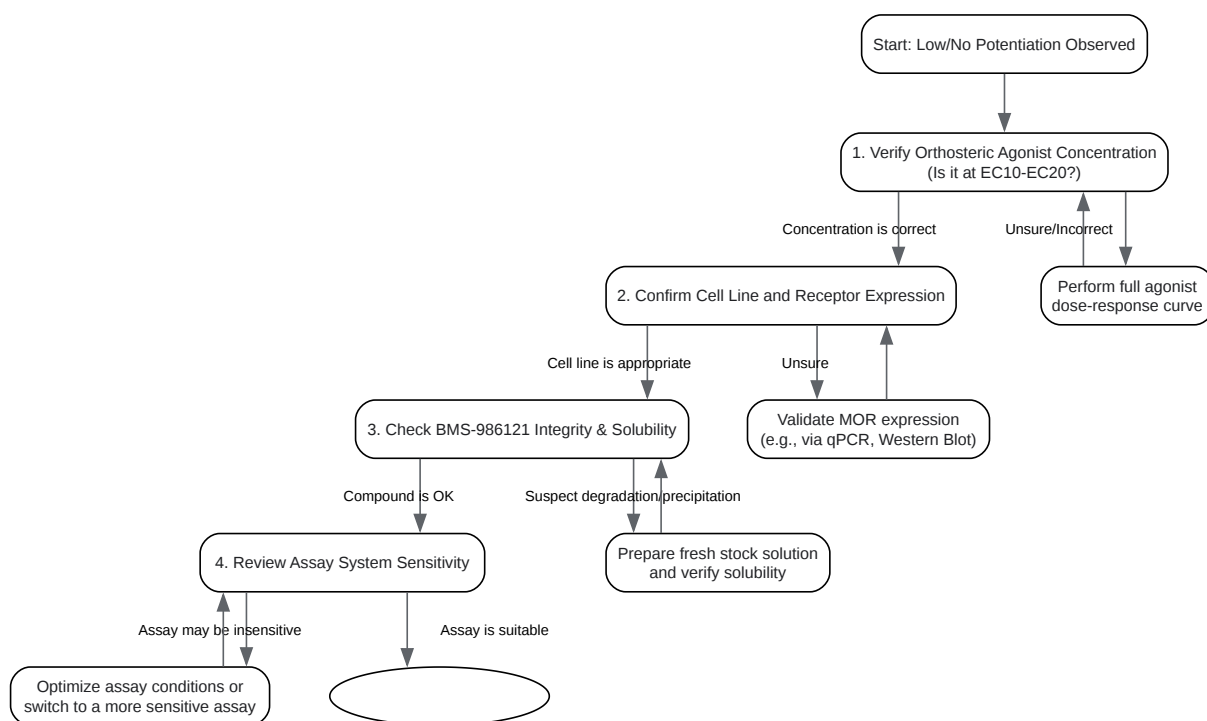 Start: Low/No Potentiation Observed
1. Verify Orthosteric Agonist Concentration
(Is it at EC10-EC20?)
Concentration is correct
Unsure/Incorrect
2. Confirm Cell Line and Receptor Expression
Perform full agonist
dose-response curve
Cell line is appropriate
Unsure
3. Check BMS-986121 Integrity & Solubility
Validate MOR expression
(e.g., via qPCR, Western Blot)
Compound is OK
Suspect degradation/precipitation
4. Review Assay System Sensitivity
Prepare fresh stock solution
and verify solubility
Assay may be insensitive
Assay is suitable
Optimize assay conditions or
switch to a more sensitive assay